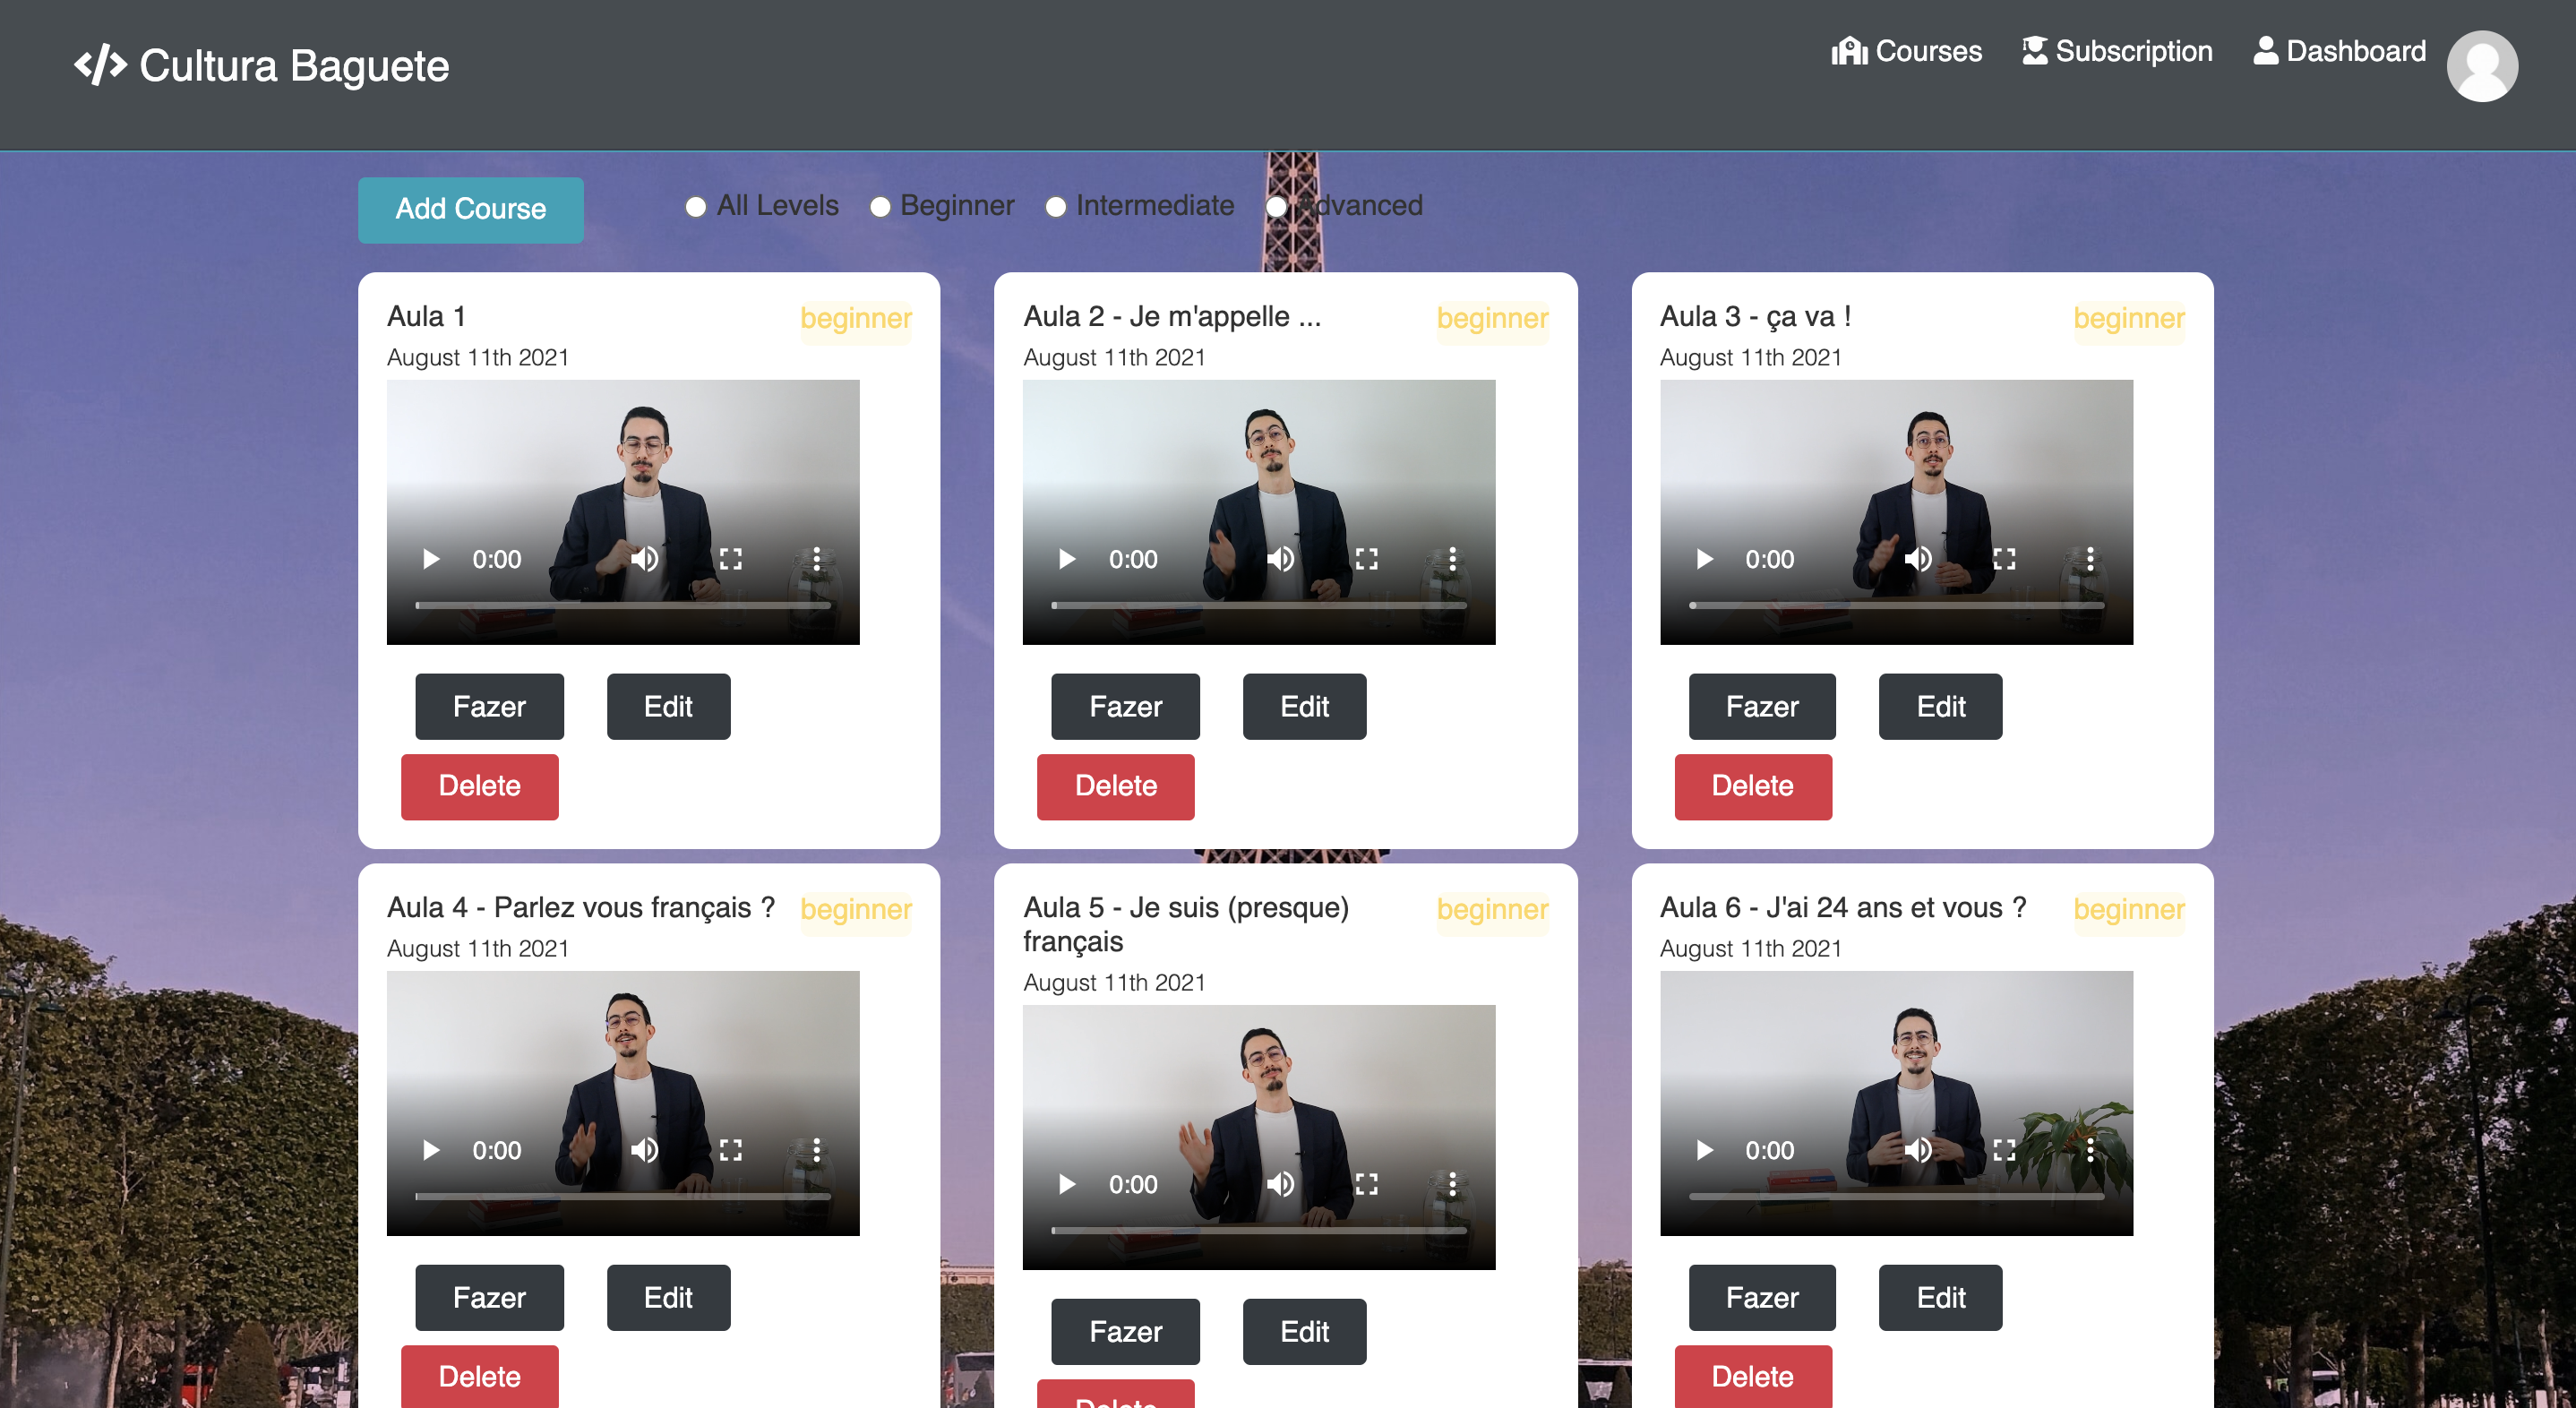 </> Cultura Baguete
Courses
Subscription
Dashboard
Add Course
All Levels
Beginner
Intermediate
Advanced
Aula 1
beginner
August 11th 2021
0:00
Fazer
Edit
Delete
Aula 2 - Je m'appelle ...
beginner
August 11th 2021
0:00
Fazer
Edit
Delete
Aula 3 - ça va !
beginner
August 11th 2021
0:00
Fazer
Edit
Delete
Aula 4 - Parlez vous français ?
beginner
August 11th 2021
0:00
Fazer
Edit
Delete
Aula 5 - Je suis (presque)
français
beginner
August 11th 2021
0:00
Fazer
Edit
Delete
Aula 6 - J'ai 24 ans et vous ?
beginner
August 11th 2021
0:00
Fazer
Edit
Delete